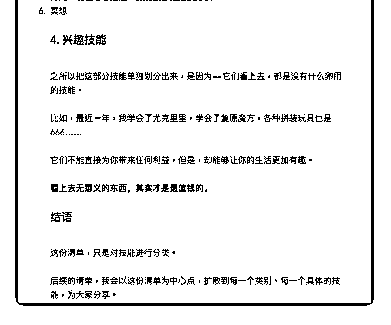 6. 冥想
4. 兴趣技能
之所以把这部分技能单独划分出来，是因为——它们看上去，都是没有什么卵用
的技能。
比如，最近一年，我学会了尤克里里，学会了复原魔方，各种拼装玩具也是
666……
它们不能直接为你带来任何利益，但是，却能够让你的生活更加有趣。
看上去无意义的东西，其实才是最值钱的。
结语
这份清单，只是对技能进行分类。
后续的清单，我会以这份清单为中心点，扩散到每一个类别、每一个具体的技
能，为大家分享。